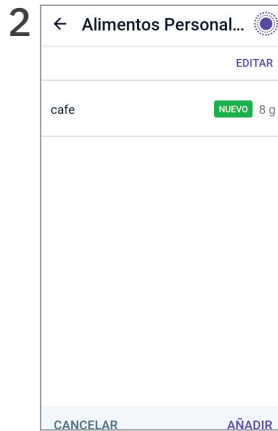 2
← Alimentos Personal...
EDITAR
cafe NUEVO 8 g
CANCELAR AÑADIR